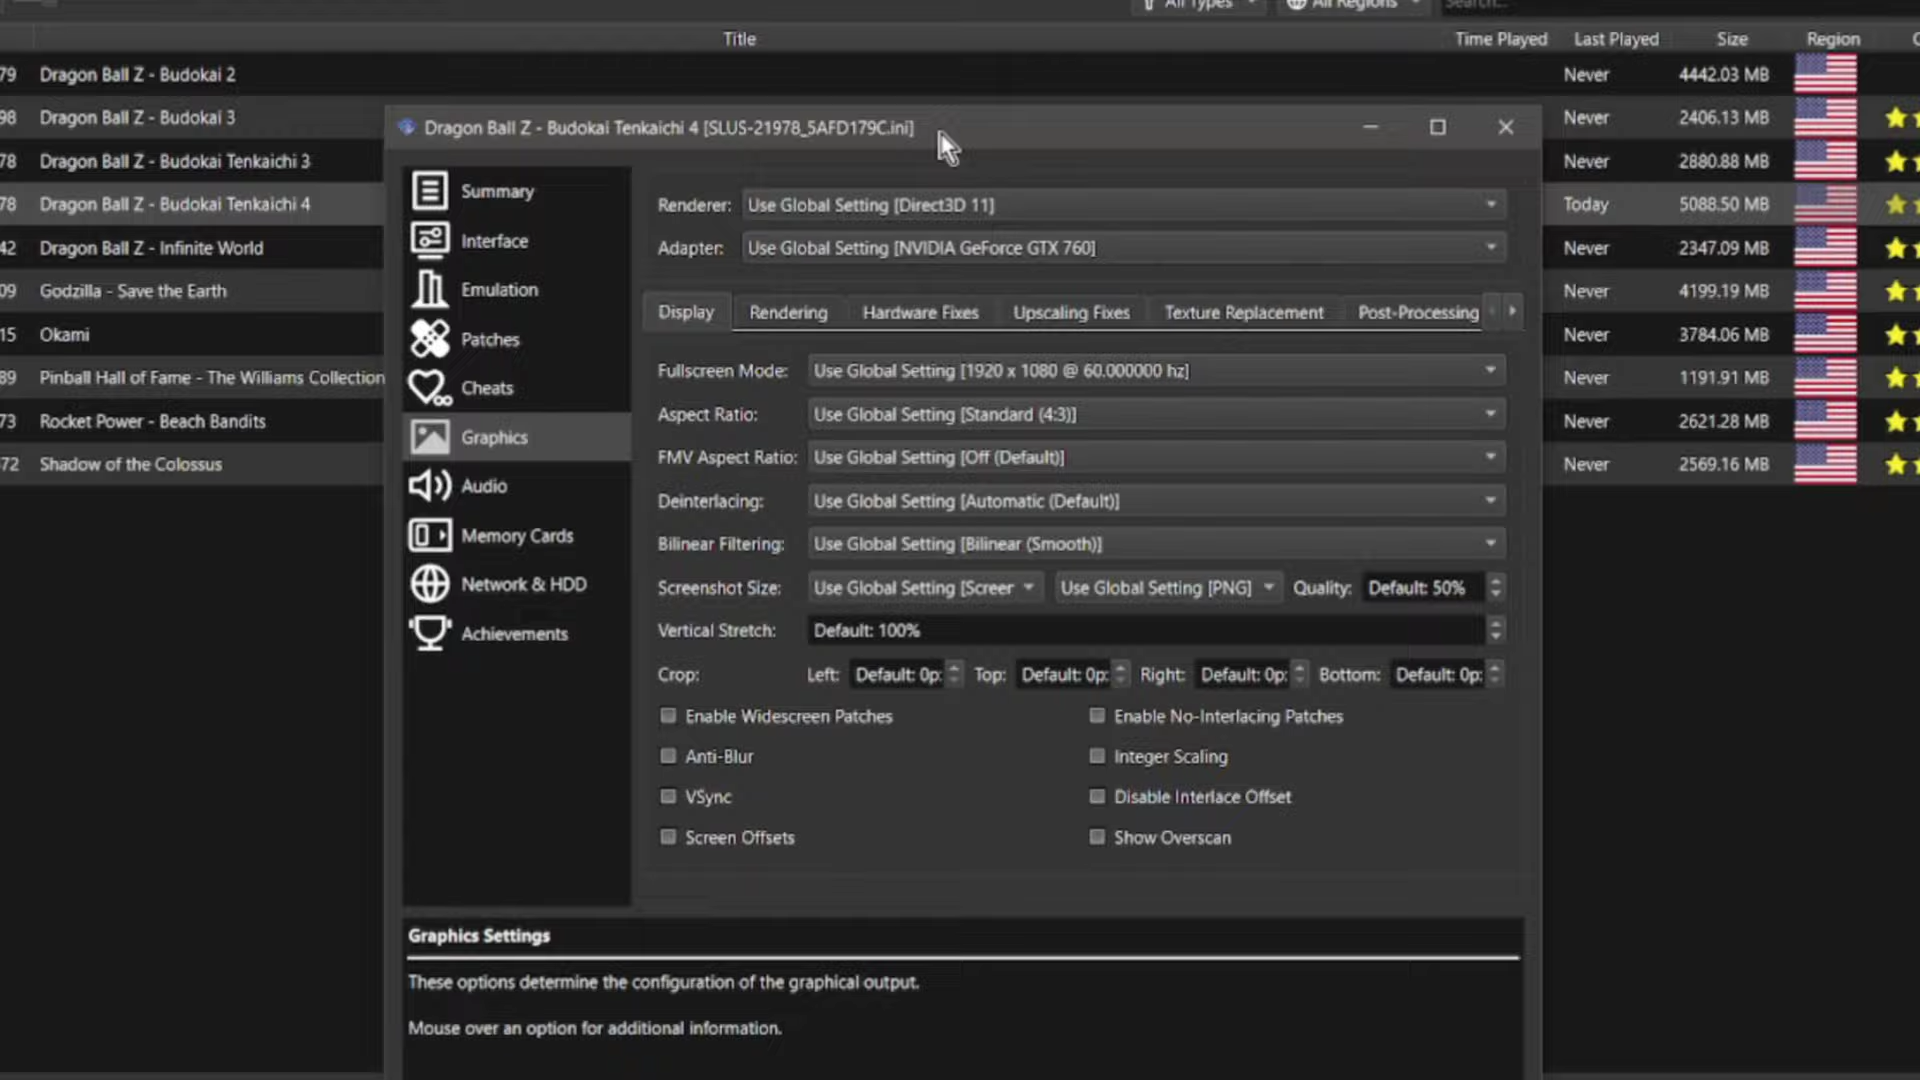 All Types All Regions Search...
Title Time Played Last Played Size Region
79 Dragon Ball Z - Budokai 2 Never 4442.03 MB
98 Dragon Ball Z - Budokai 3 Never 2406.13 MB
Dragon Ball Z - Budokai Tenkaichi 4 [SLUS-21978_5AFD179C.ini]
78 Dragon Ball Z - Budokai Tenkaichi 3 Never 2880.88 MB
78 Dragon Ball Z - Budokai Tenkaichi 4 Today 5088.50 MB
42 Dragon Ball Z - Infinite World Never 2347.09 MB
09 Godzilla - Save the Earth Never 4199.19 MB
15 Okami Never 3784.06 MB
89 Pinball Hall of Fame - The Williams Collection Never 1191.91 MB
73 Rocket Power - Beach Bandits Never 2621.28 MB
72 Shadow of the Colossus Never 2569.16 MB
Summary
Interface
Emulation
Patches
Cheats
Graphics
Audio
Memory Cards
Network & HDD
Achievements
Renderer: Use Global Setting [Direct3D 11]
Adapter: Use Global Setting [NVIDIA GeForce GTX 760]
Display Rendering Hardware Fixes Upscaling Fixes Texture Replacement Post-Processing
Fullscreen Mode: Use Global Setting [1920 x 1080 @ 60.000000 hz]
Aspect Ratio: Use Global Setting [Standard (4:3)]
FMV Aspect Ratio: Use Global Setting [Off (Default)]
Deinterlacing: Use Global Setting [Automatic (Default)]
Bilinear Filtering: Use Global Setting [Bilinear (Smooth)]
Screenshot Size: Use Global Setting [Screer Use Global Setting [PNG] Quality: Default: 50%
Vertical Stretch: Default: 100%
Crop: Left: Default: 0p: Top: Default: 0p: Right: Default: 0p: Bottom: Default: 0p:
Enable Widescreen Patches Enable No-Interlacing Patches
Anti-Blur Integer Scaling
VSync Disable Interlace Offset
Screen Offsets Show Overscan
Graphics Settings
These options determine the configuration of the graphical output.
Mouse over an option for additional information.